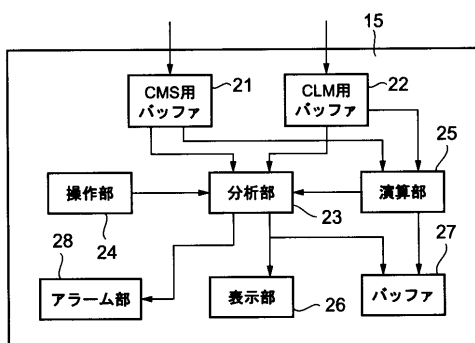 15
CMS用
バッファ
21
CLM用
バッファ
22
25
操作部
24
分析部
23
演算部
27
28
アラーム部
表示部
26
バッファ